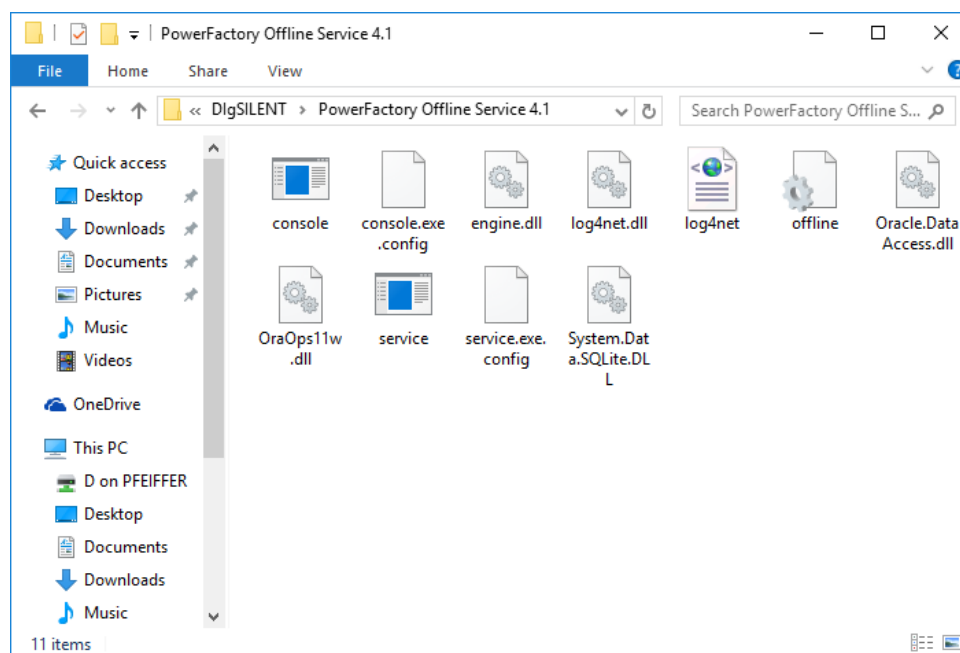 PowerFactory Offline Service 4.1
File Home Share View
« DIgSILENT > PowerFactory Offline Service 4.1
Search PowerFactory Offline S...
Quick access
Desktop
Downloads
Documents
Pictures
Music
Videos
OneDrive
This PC
D on PFEIFFER
Desktop
Documents
Downloads
Music
console
console.exe
.config
engine.dll
log4net.dll
log4net
offline
Oracle.Data
Access.dll
OraOps11w
.dll
service
service.exe.
config
System.Dat
a.SQLite.DL
L
11 items